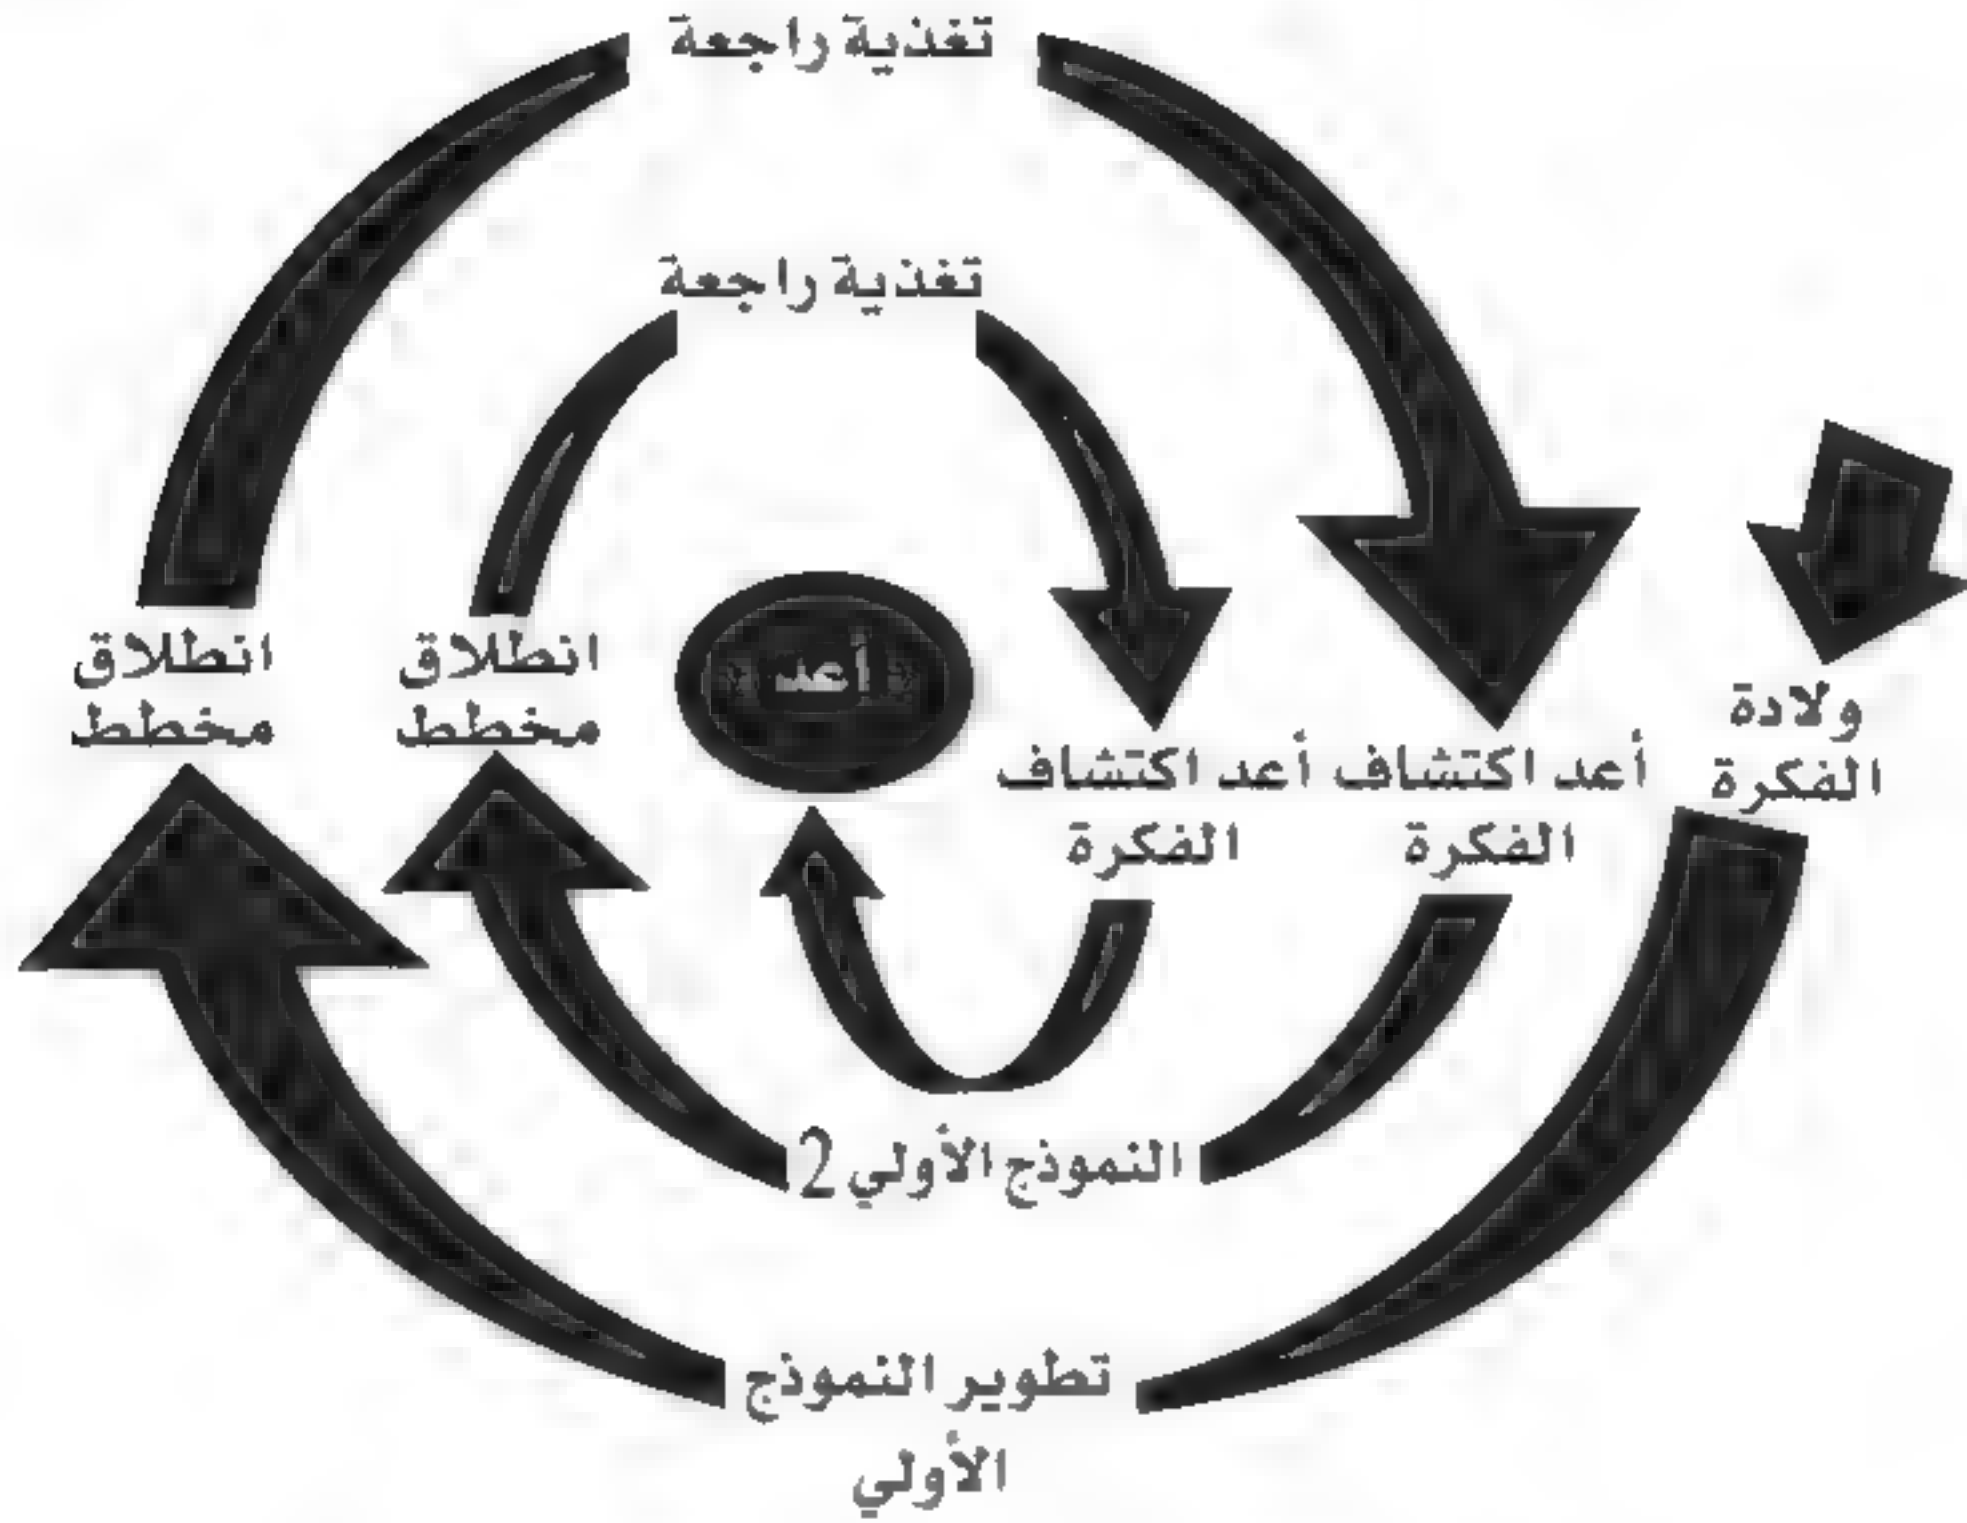 تغذية راجعة
تغذية راجعة
ولادة
الفكرة
أعد اكتشاف
الفكرة
أعد اكتشاف
الفكرة
أعد
انطلاق
مخطط
انطلاق
مخطط
النموذج الأولي 2
تطوير النموذج
الأولي